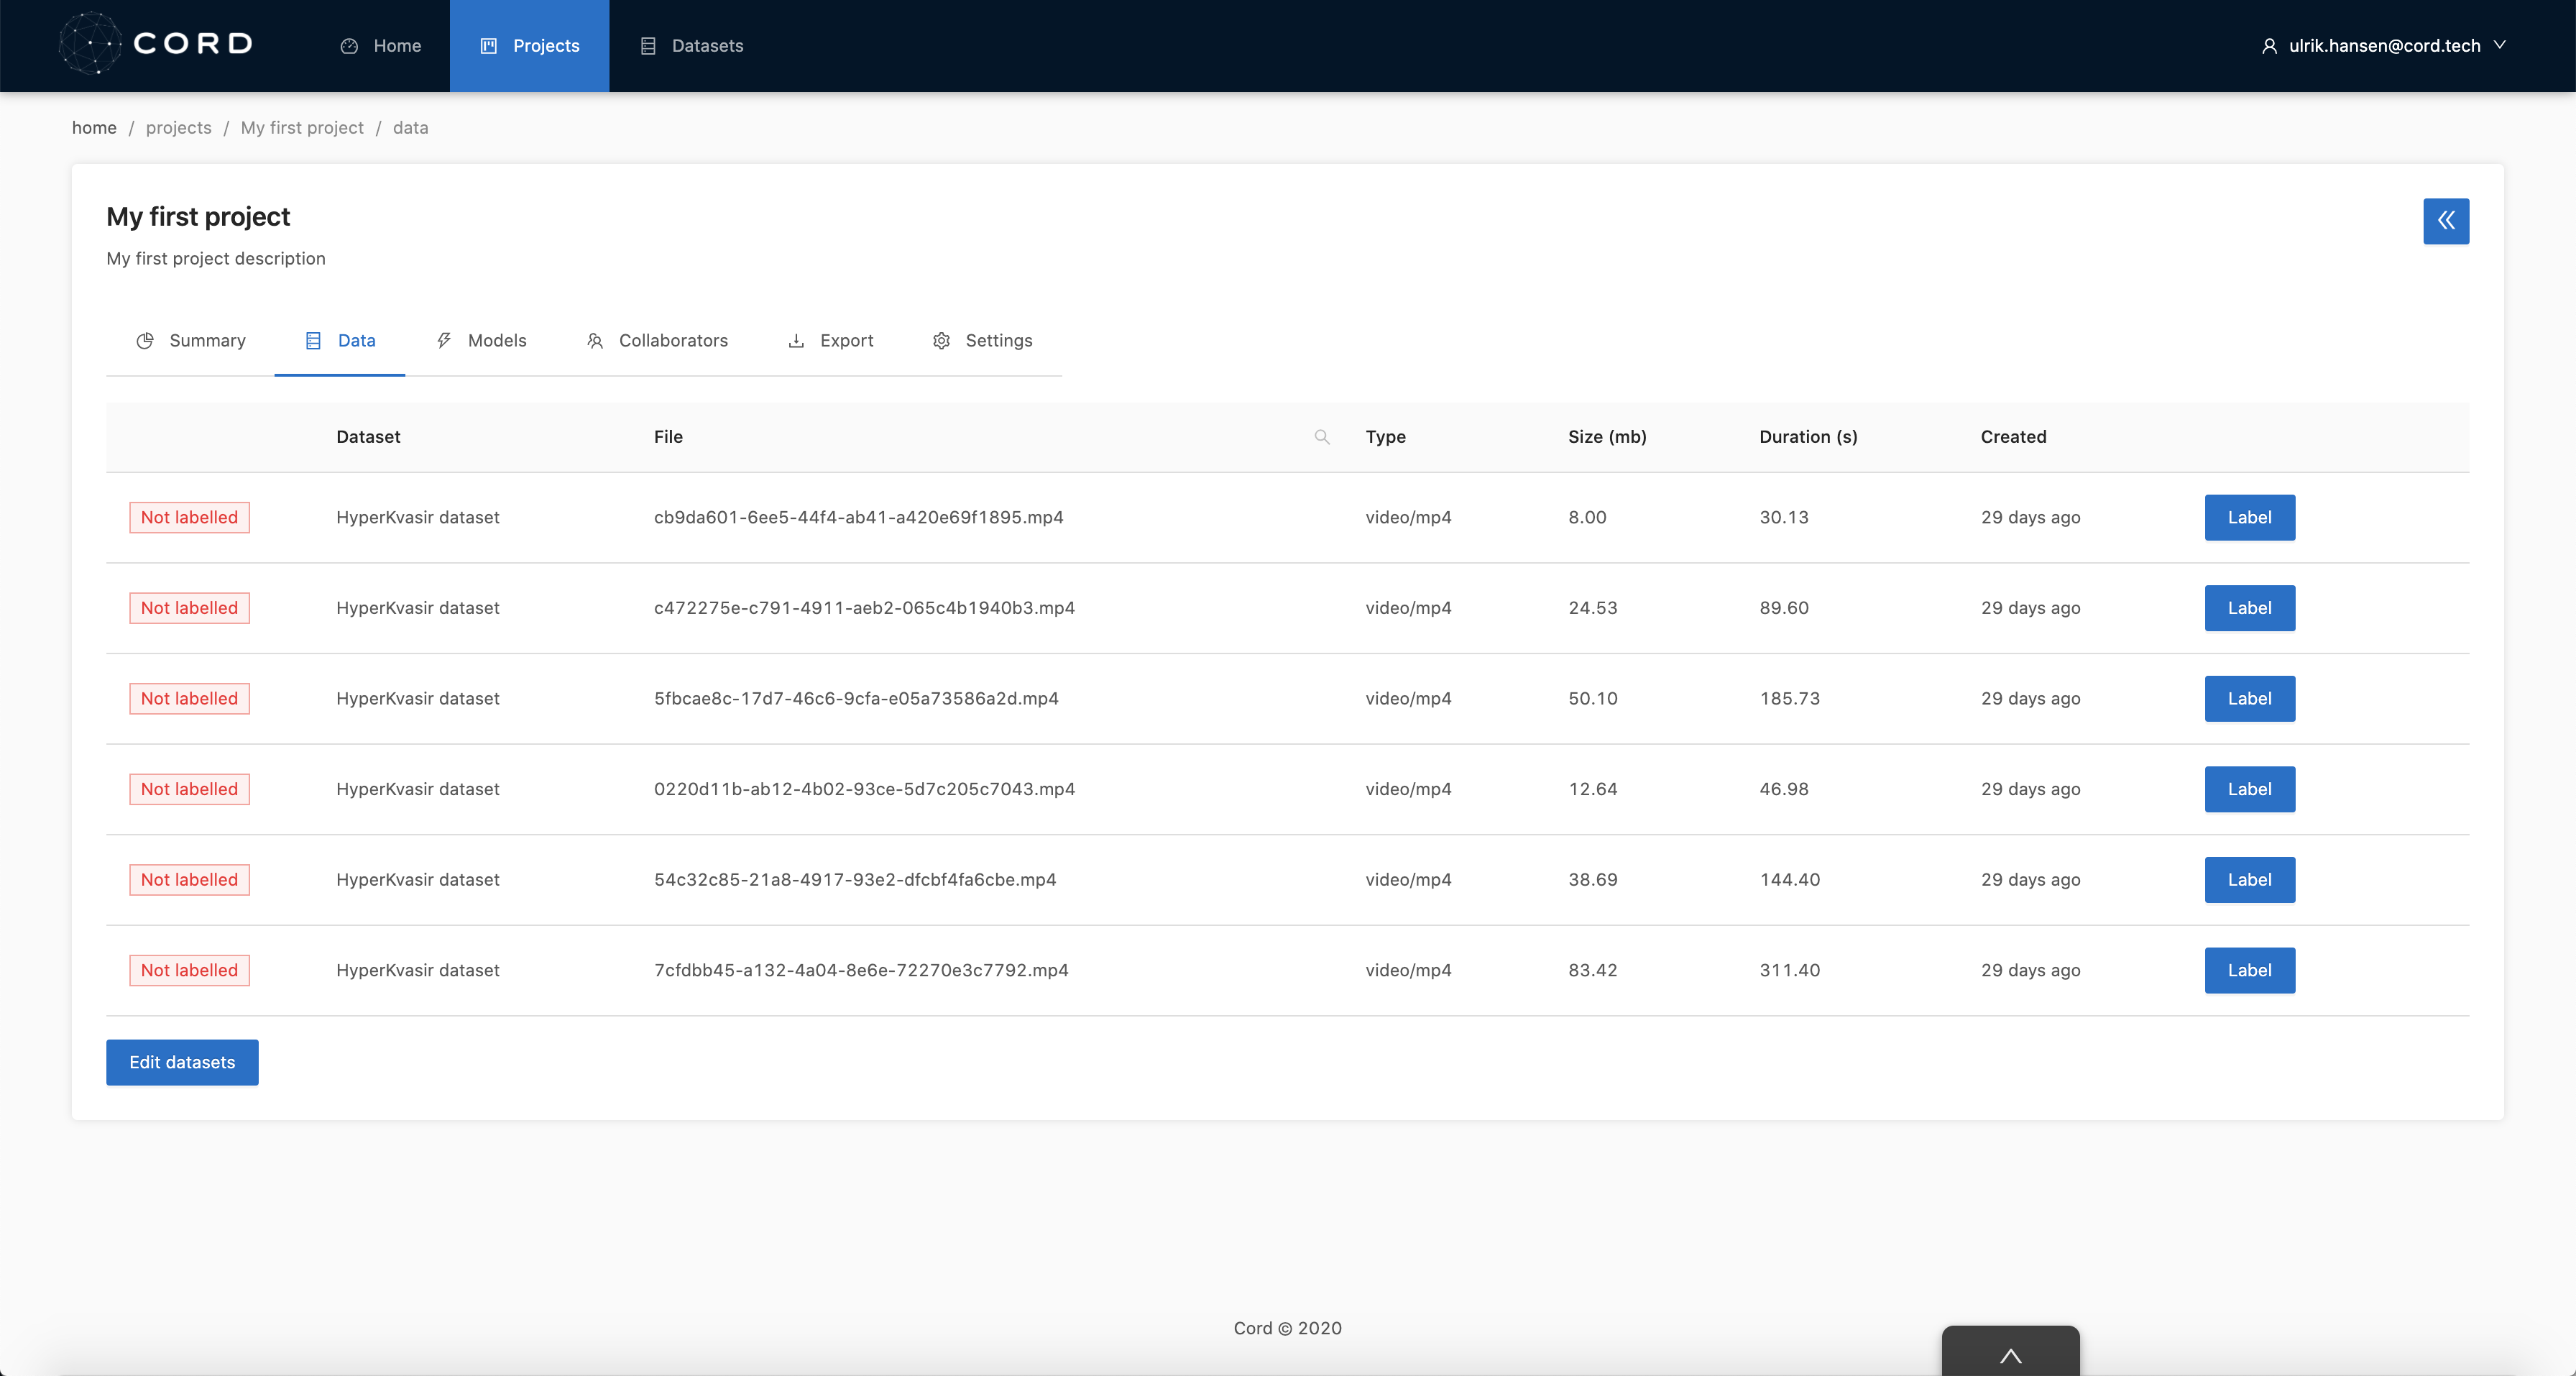 CORD Home Projects Datasets ulrik.hansen@cord.tech
home / projects / My first project / data
My first project
My first project description
Summary Data Models Collaborators Export Settings
Dataset File Type Size (mb) Duration (s) Created
Not labelled HyperKvasir dataset cb9da601-6ee5-44f4-ab41-a420e69f1895.mp4 video/mp4 8.00 30.13 29 days ago Label
Not labelled HyperKvasir dataset c472275e-c791-4911-aeb2-065c4b1940b3.mp4 video/mp4 24.53 89.60 29 days ago Label
Not labelled HyperKvasir dataset 5fbcae8c-17d7-46c6-9cfa-e05a73586a2d.mp4 video/mp4 50.10 185.73 29 days ago Label
Not labelled HyperKvasir dataset 0220d11b-ab12-4b02-93ce-5d7c205c7043.mp4 video/mp4 12.64 46.98 29 days ago Label
Not labelled HyperKvasir dataset 54c32c85-21a8-4917-93e2-dfcbf4fa6cbe.mp4 video/mp4 38.69 144.40 29 days ago Label
Not labelled HyperKvasir dataset 7cfdbb45-a132-4a04-8e6e-72270e3c7792.mp4 video/mp4 83.42 311.40 29 days ago Label
Edit datasets
Cord © 2020